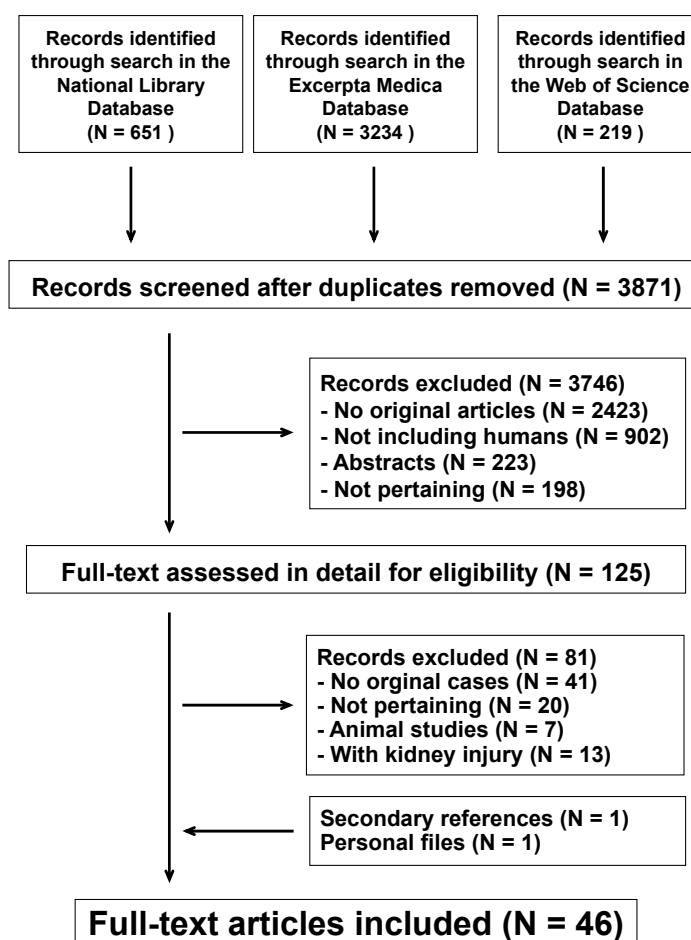 Records identified
through search in the
National Library
Database
(N = 651 )
Records identified
through search in the
Excerpta Medica
Database
(N = 3234 )
Records identified
through search in
the Web of Science
Database
(N = 219 )
Records screened after duplicates removed (N = 3871)
Records excluded (N = 3746)
- No original articles (N = 2423)
- Not including humans (N = 902)
- Abstracts (N = 223)
- Not pertaining (N = 198)
Full-text assessed in detail for eligibility (N = 125)
Records excluded (N = 81)
- No orginal cases (N = 41)
- Not pertaining (N = 20)
- Animal studies (N = 7)
- With kidney injury (N = 13)
Secondary references (N = 1)
Personal files (N = 1)
Full-text articles included (N = 46)